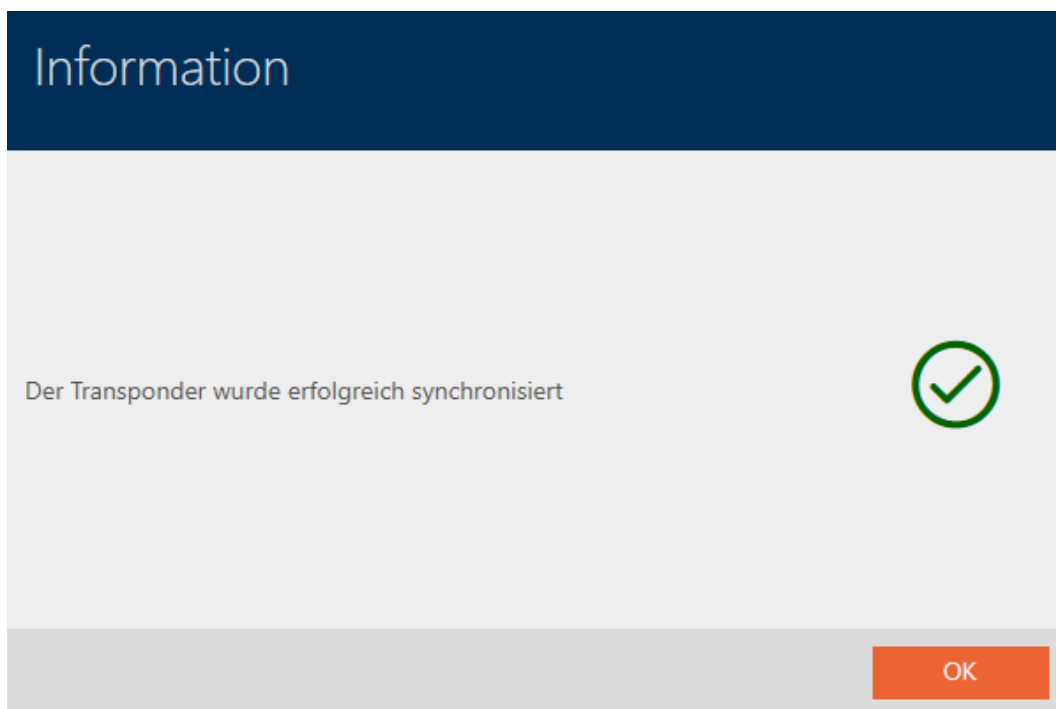 Information
Der Transponder wurde erfolgreich synchronisiert
OK